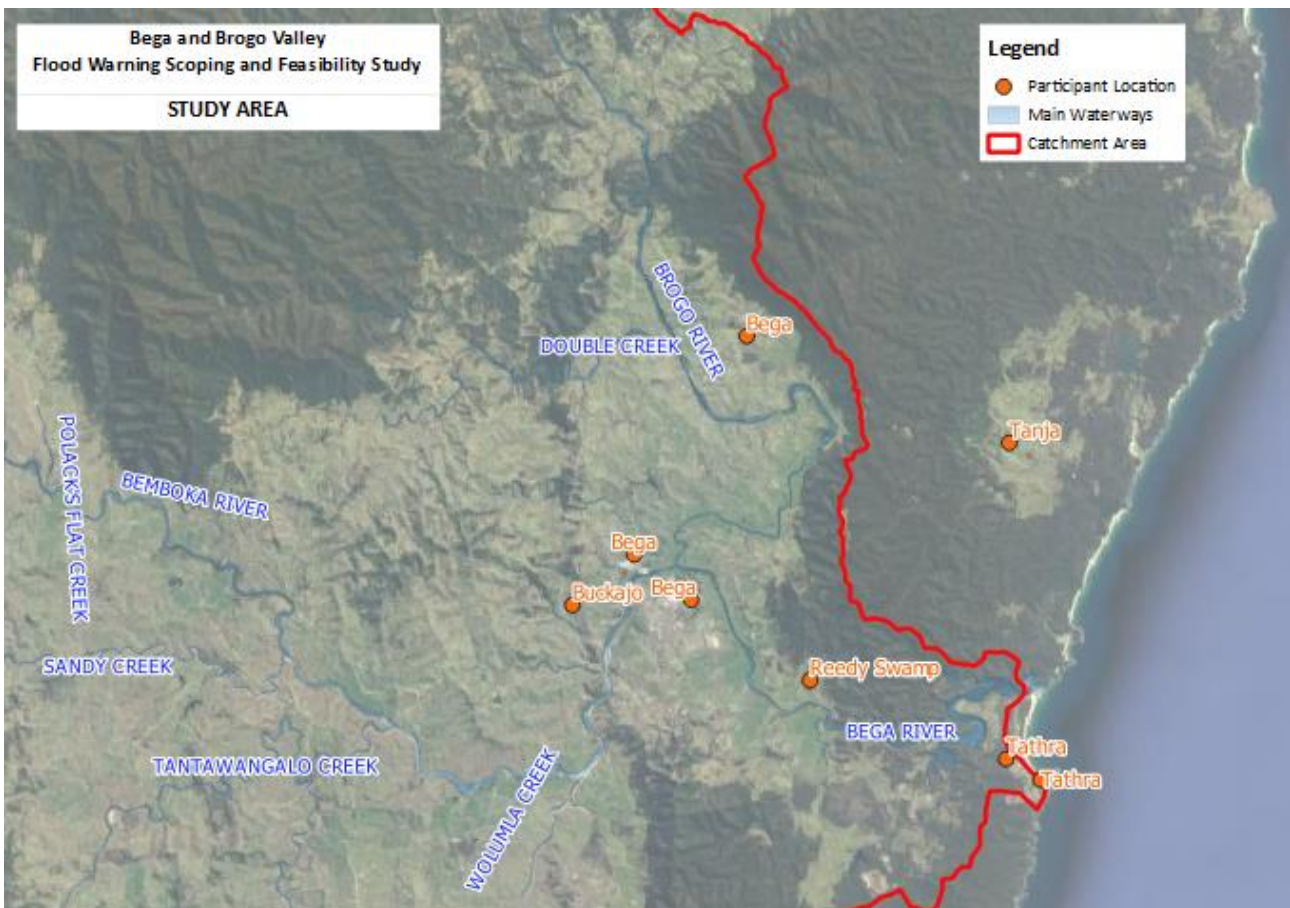 Bega and Brogo Valley
Flood Warning Scoping and Feasibility Study
STUDY AREA
Legend
Participant Location
Main Waterways
Catchment Area
BROGO RIVER
Bega
DOUBLE CREEK
Tanja
POLACK'S FLAT CREEK
BEMBOKA RIVER
Bega
Buckajo
Bega
SANDY CREEK
Reedy Swamp
BEGA RIVER
TANTAWANGALO CREEK
Tathra
Tathra
WOLUMLA CREEK